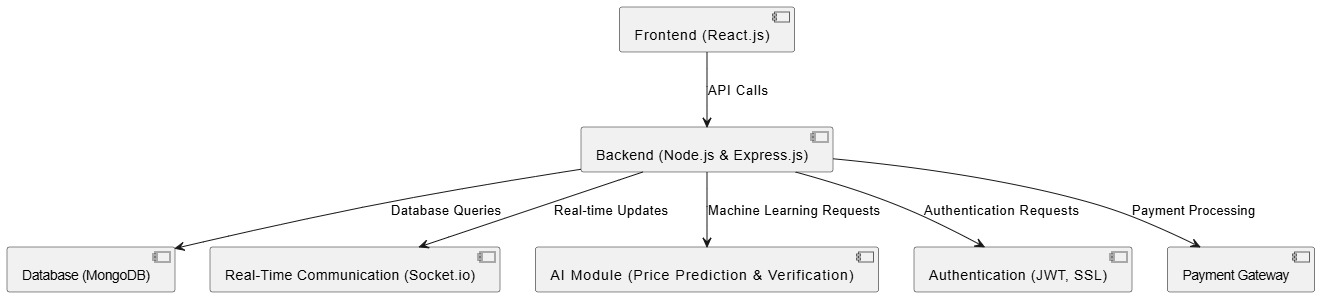 Frontend (React.js)
API Calls
Backend (Node.js & Express.js)
Database Queries
Real-time Updates
Machine Learning Requests
Authentication Requests
Payment Processing
Database (MongoDB)
Real-Time Communication (Socket.io)
AI Module (Price Prediction & Verification)
Authentication (JWT, SSL)
Payment Gateway